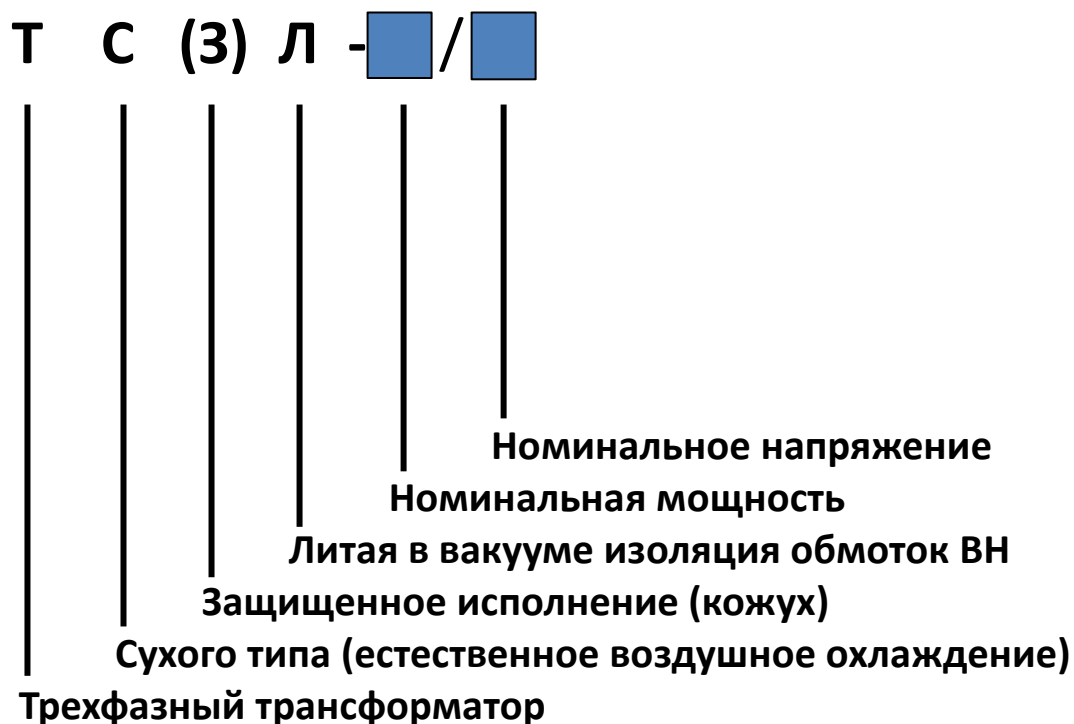 Т С (З) Л - /
Номинальное напряжение
Номинальная мощность
Литая в вакууме изоляция обмоток ВН
Защищенное исполнение (кожух)
Сухого типа (естественное воздушное охлаждение)
Трехфазный трансформатор